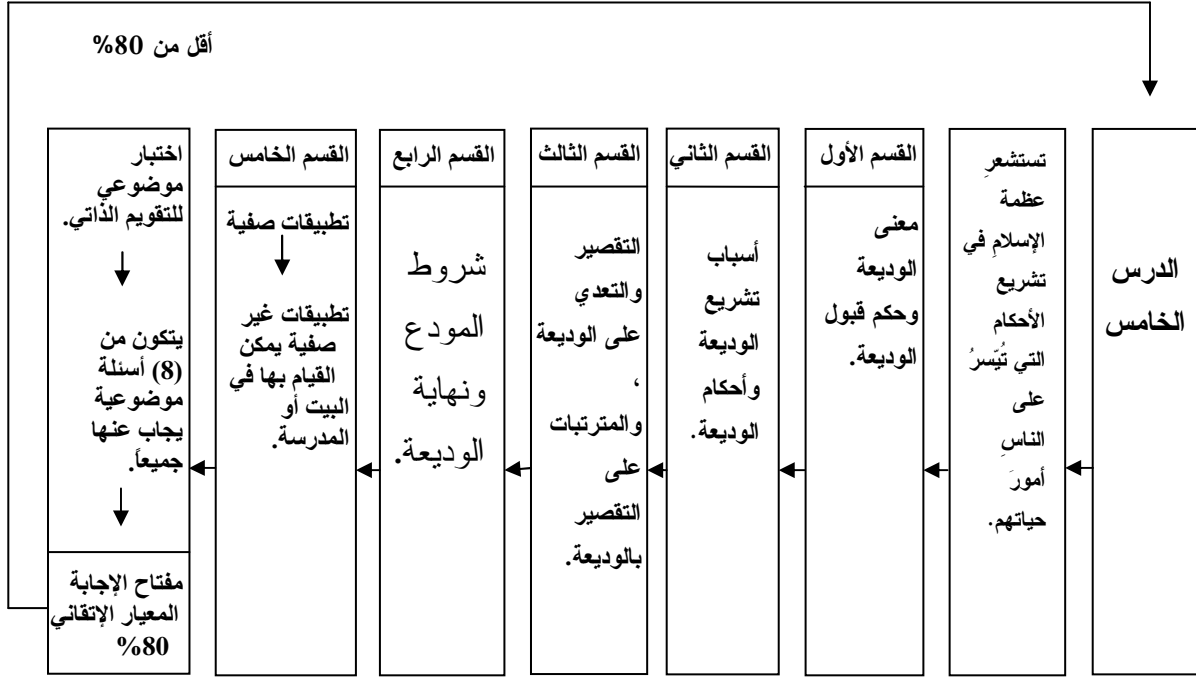 أقل من 80%
الدرس
الخامس
تستشعرِ
عظمة
الإسلامِ في
تشريع
الأحكام
التي تُيّسرُ
على
الناسِ
أمورَ
حياتهم.
القسم الأول
معنى
الوديعة
وحكم قبول
الوديعة.
القسم الثاني
أسباب
تشريع
الوديعة
وأحكام
الوديعة.
القسم الثالث
التقصير
والتعدي
على الوديعة
،
والمترتبات
على
التقصير
بالوديعة.
القسم الرابع
شروط
المودع
ونهاية
الوديعة.
القسم الخامس
تطبيقات صفية
تطبيقات غير
صفية يمكن
القيام بها في
البيت أو
المدرسة.
اختبار
موضوعي
للتقويم الذاتي.
يتكون من
(8) أسئلة
موضوعية
يجاب عنها
جميعاً.
مفتاح الإجابة
المعيار الإتقاني
80%